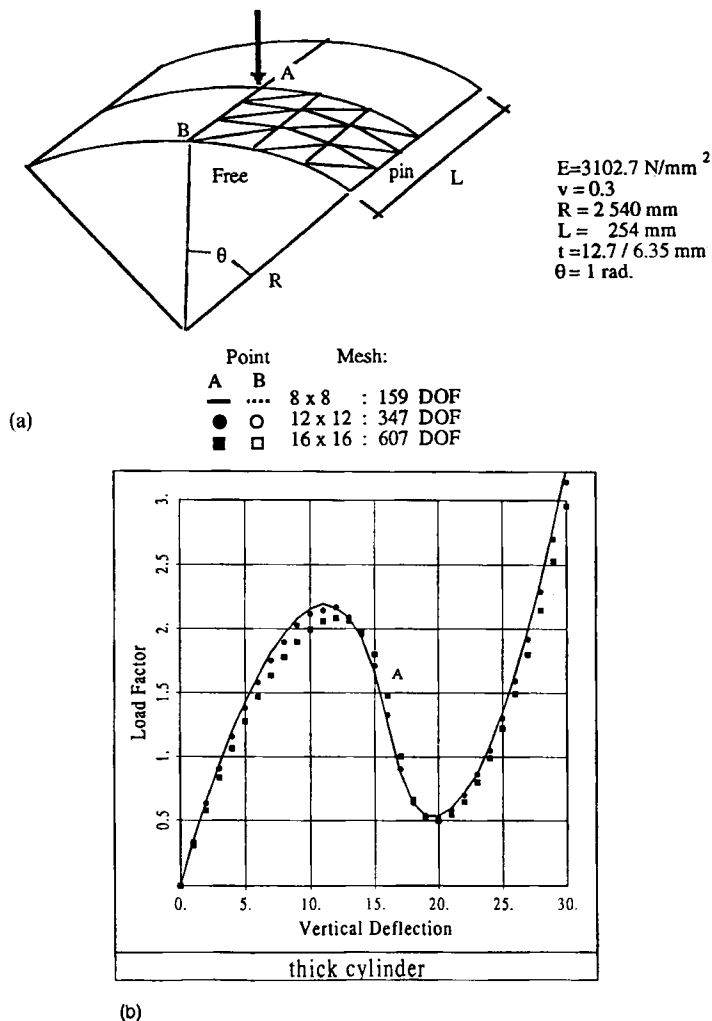 A
B
Free
pin
L
θ
R
E=3102.7 N/mm 2
v = 0.3
R = 2 540 mm
L = 254 mm
t =12.7 / 6.35 mm
θ = 1 rad.
Point Mesh:
A B
8 x 8 : 159 DOF
12 x 12 : 347 DOF
16 x 16 : 607 DOF
(a)
3.
2.5
2.
1.5
1.
0.5
Load Factor
A
0. 5. 10. 15. 20. 25. 30.
Vertical Deflection
thick cylinder
(b)